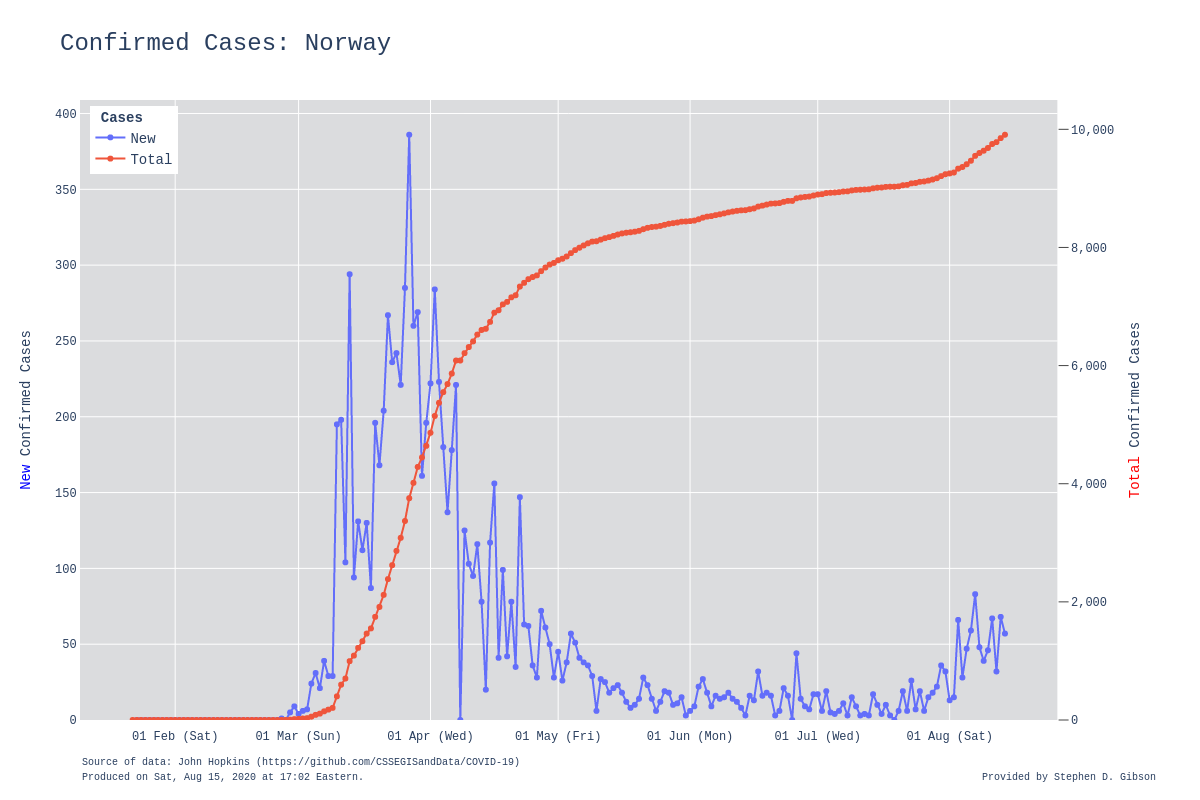 Confirmed Cases: Norway
Cases
New
Total
400
350
300
250
200
150
100
50
0
10,000
8,000
6,000
4,000
2,000
0
New Confirmed Cases
Total Confirmed Cases
01 Feb (Sat)
01 Mar (Sun)
01 Apr (Wed)
01 May (Fri)
01 Jun (Mon)
01 Jul (Wed)
01 Aug (Sat)
Source of data: John Hopkins (https://github.com/CSSEGISandData/COVID-19)
Produced on Sat, Aug 15, 2020 at 17:02 Eastern.
Provided by Stephen D. Gibson